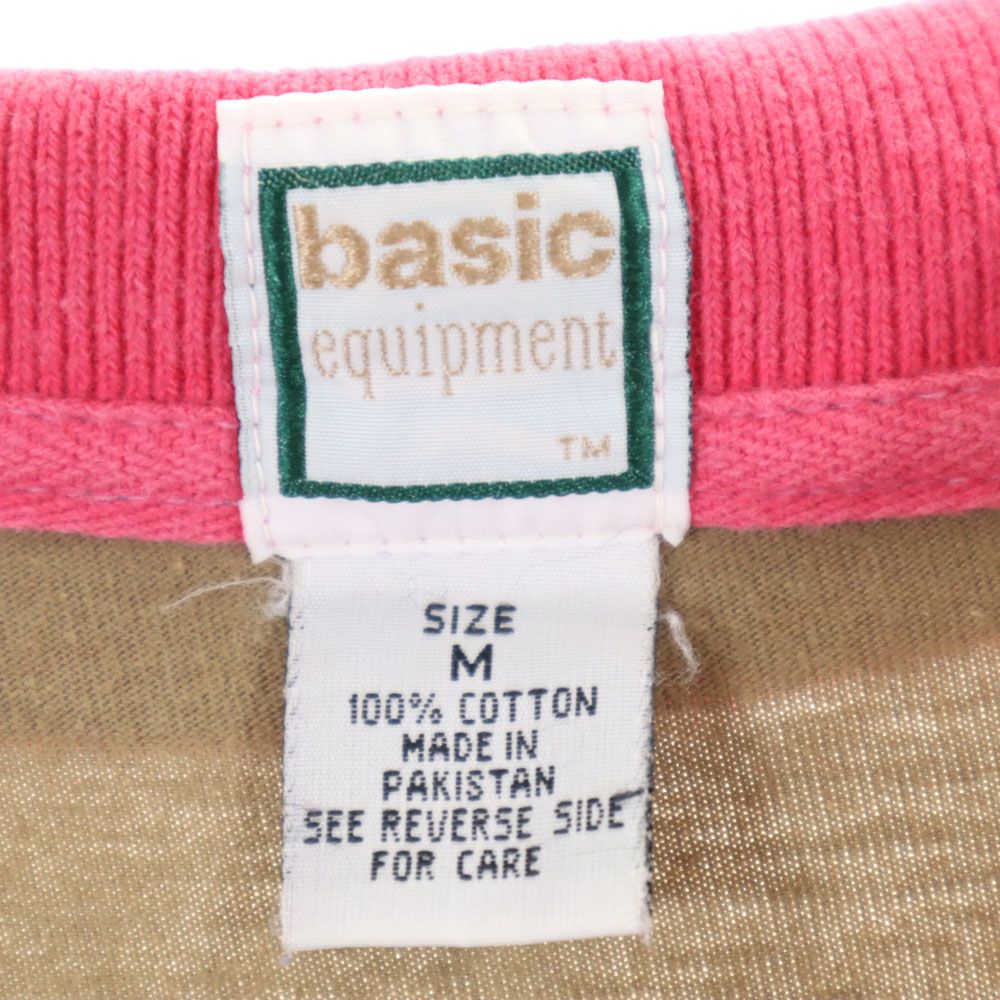 basic
equipment
TM
SIZE
M
100% COTTON
MADE IN
PAKISTAN
SEE REVERSE SIDE
FOR CARE